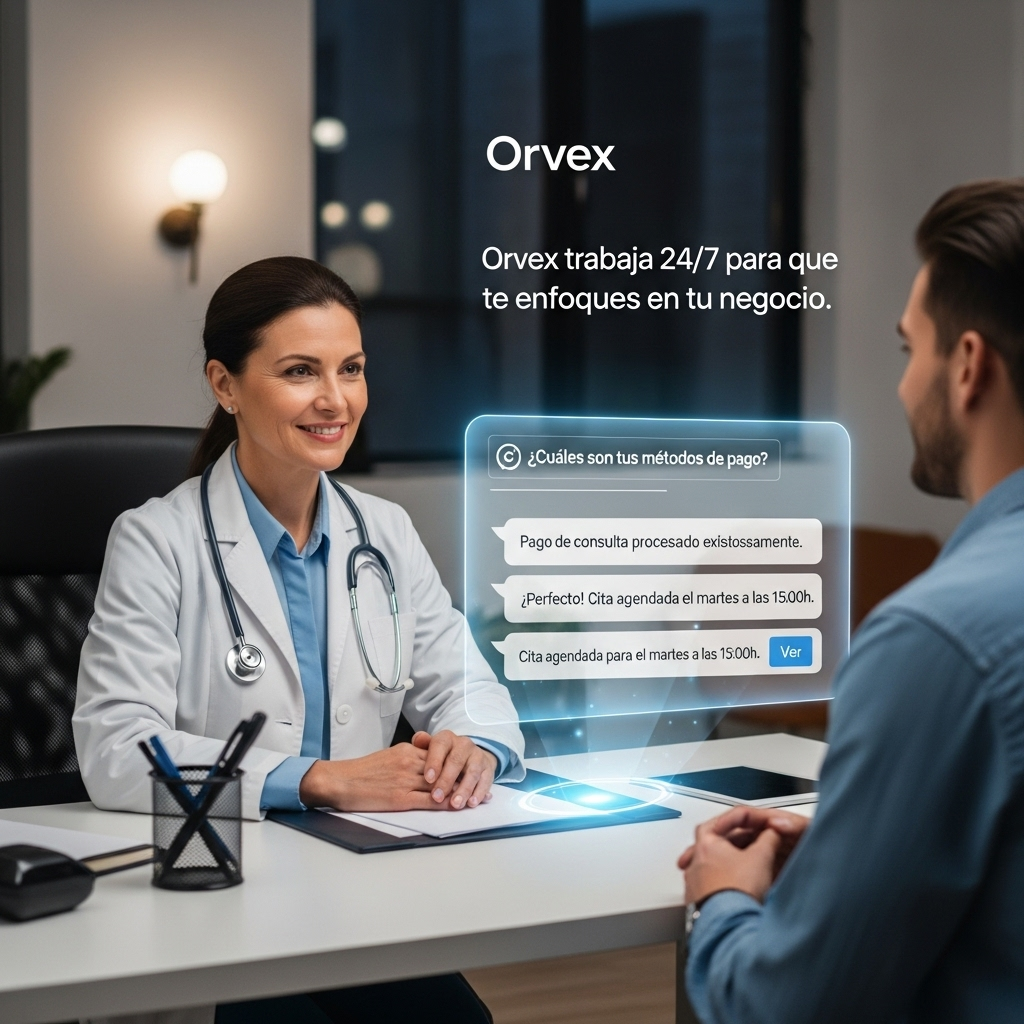 Orvex
Orvex trabaja 24/7 para que
te enfoques en tu negocio.
¿Cuáles son tus métodos de pago?
Pago de consulta procesado existossamente.
¡Perfecto! Cita agendada el martes a las 15.00h.
Cita agendada para el martes a las 15:00h.
Ver